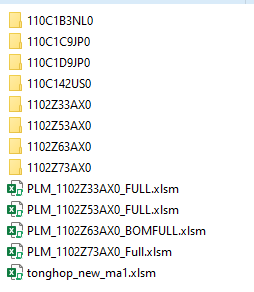 110C1B3NL0
110C1C9JP0
110C1D9JP0
110C142US0
1102Z33AX0
1102Z53AX0
1102Z63AX0
1102Z73AX0
PLM_1102Z33AX0_FULL.xlsm
PLM_1102Z53AX0_FULL.xlsm
PLM_1102Z63AX0_BOMFULL.xlsm
PLM_1102Z73AX0_Full.xlsm
tonghop_new_ma1.xlsm